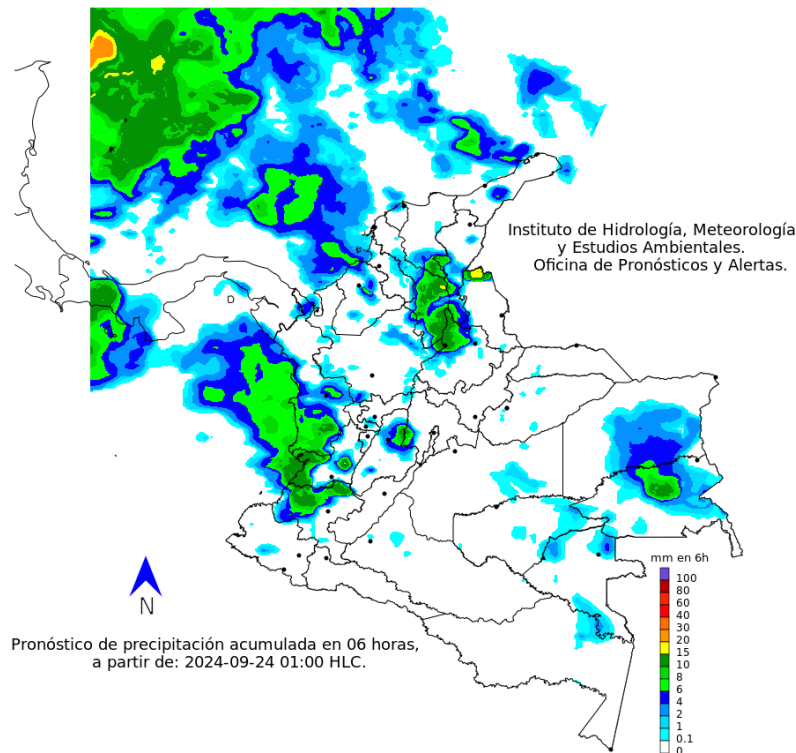 Instituto de Hidrología, Meteorología
y Estudios Ambientales.
Oficina de Pronósticos y Alertas.
N
Pronóstico de precipitación acumulada en 06 horas,
a partir de: 2024-09-24 01:00 HLC.
mm en 6h
100
80
60
40
30
20
15
10
8
6
4
2
1
0.1
0